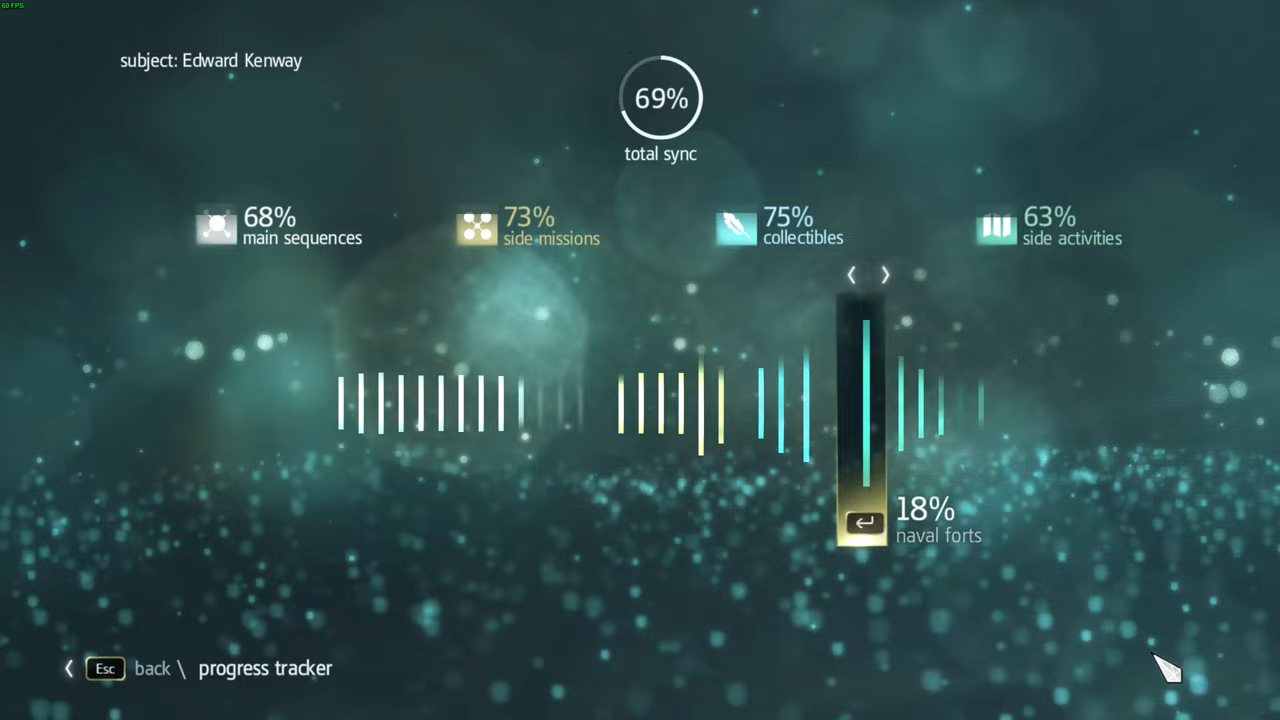 60 FPS
subject: Edward Kenway
69%
total sync
68%
main sequences
73%
side missions
75%
collectibles
63%
side activities
18%
naval forts
Esc back \ progress tracker